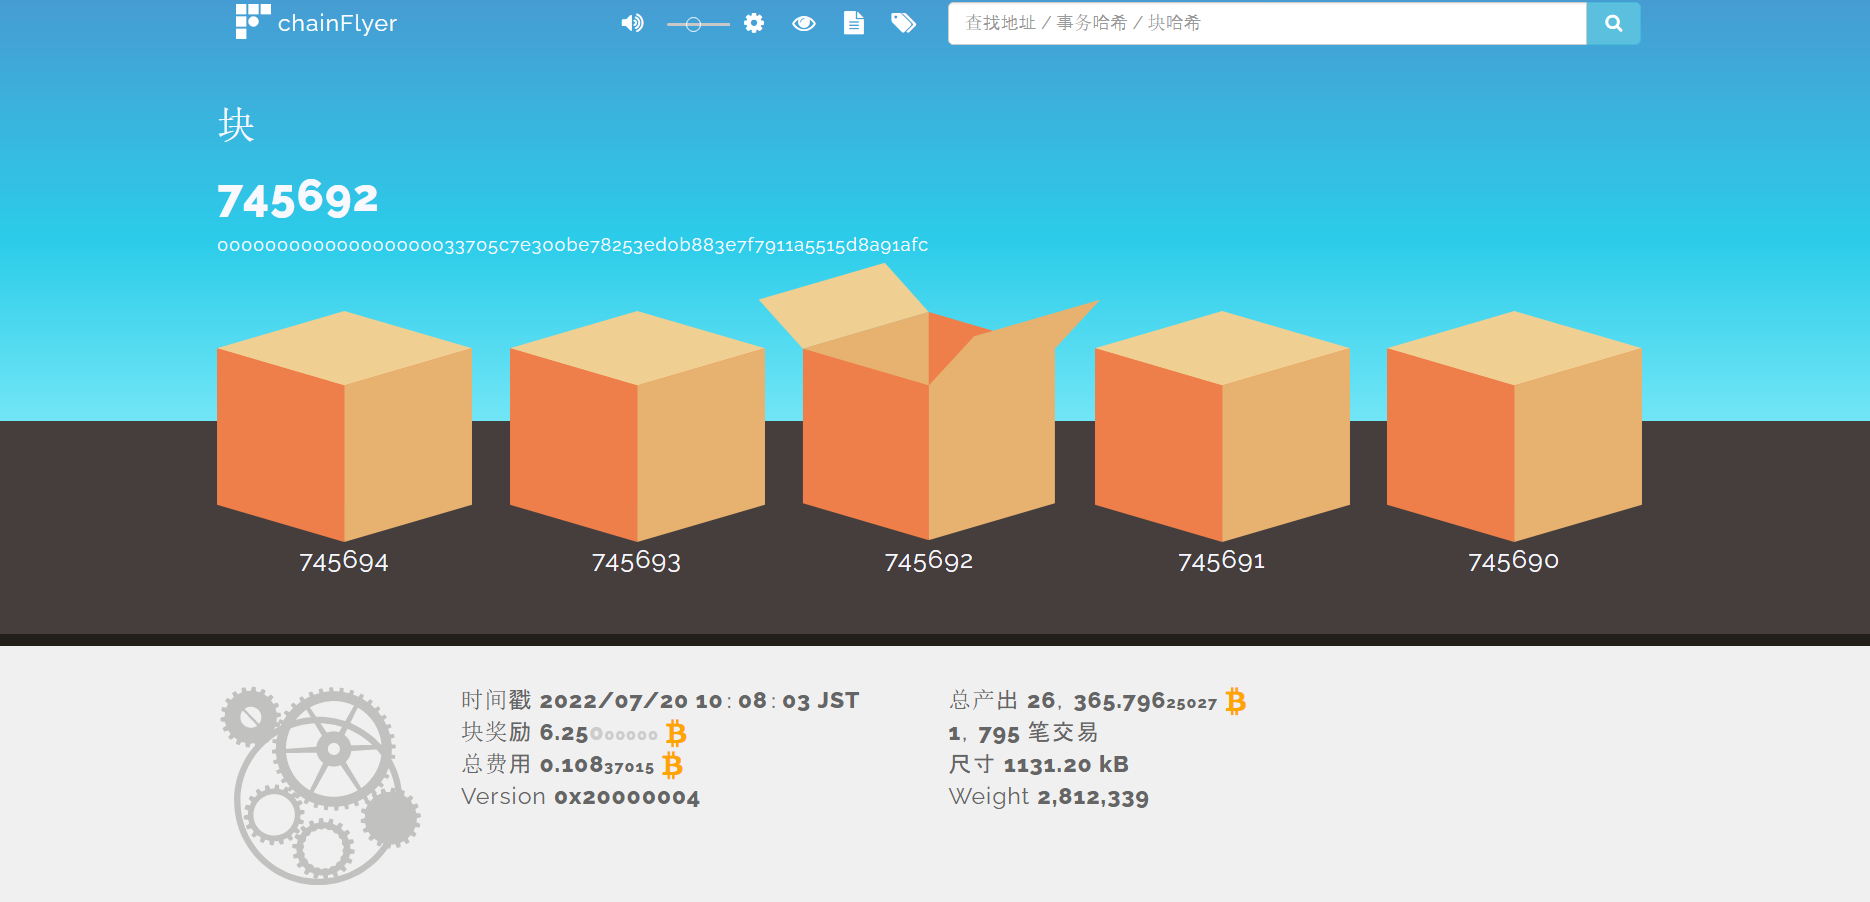 chainFlyer
查找地址 / 事务哈希 / 块哈希
块
745692
000000000000000000033705c7e300be78253ed0b883e7f7911a5515d8a91afc
745694
745693
745692
745691
745690
时间戳 2022/07/20 10:08:03 JST
块奖励 6.25000000
总费用 0.10837015
Version 0x20000004
总产出 26, 365.79625027
1, 795 笔交易
尺寸 1131.20 kB
Weight 2,812,339